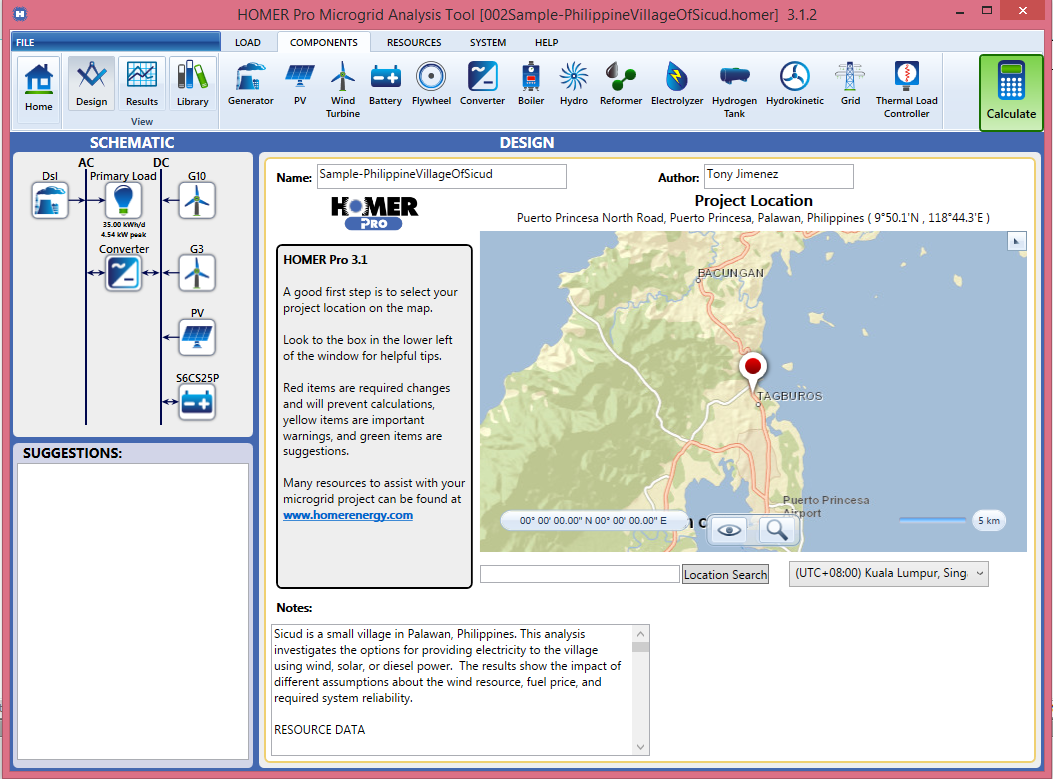 HOMER Pro Microgrid Analysis Tool [002Sample-PhilippineVillageOfSicud.homer] 3.1.2
FILE
LOAD
COMPONENTS
RESOURCES
SYSTEM
HELP
Home
Design
Results
Library
View
Generator
PV
Wind
Turbine
Battery
Flywheel
Converter
Boiler
Hydro
Reformer
Electrolyzer
Hydrogen
Tank
Hydrokinetic
Grid
Thermal Load
Controller
Calculate
SCHEMATIC
AC
DC
Dsl
Primary Load
G10
35.00 kWh/d
4.54 kW peak
Converter
G3
PV
S6CS25P
SUGGESTIONS:
DESIGN
Name:
Sample-PhilippineVillageOfSicud
Author:
Tony Jimenez
HOMER
PRO
Project Location
Puerto Princesa North Road, Puerto Princesa, Palawan, Philippines ( 9°50.1'N , 118°44.3'E )
HOMER Pro 3.1
A good first step is to select your
project location on the map.
Look to the box in the lower left
of the window for helpful tips.
Red items are required changes
and will prevent calculations,
yellow items are important
warnings, and green items are
suggestions.
Many resources to assist with your
microgrid project can be found at
www.homerenergy.com
BACUNGAN
TAGBUROS
Puerto Princesa
Airport
00° 00' 00.00" N 00° 00' 00.00" E
5 km
Location Search
(UTC+08:00) Kuala Lumpur, Sing
Notes:
Sicud is a small village in Palawan, Philippines. This analysis
investigates the options for providing electricity to the village
using wind, solar, or diesel power.  The results show the impact of
different assumptions about the wind resource, fuel price, and
required system reliability.
RESOURCE DATA